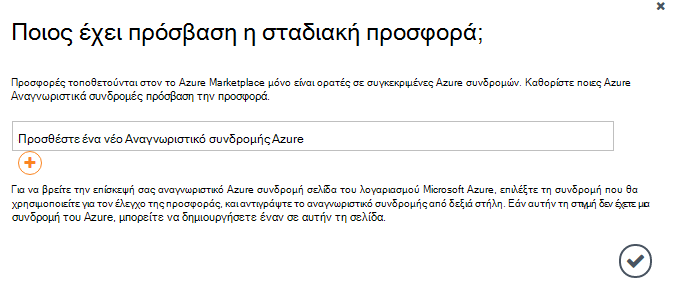 Ποιος έχει πρόσβαση η σταδιακή προσφορά;
Προσφορές τοποθετούνται στον το Azure Marketplace μόνο είναι ορατές σε συγκεκριμένες Azure συνδρομών. Καθορίστε ποιες Azure
Αναγνωριστικά συνδρομές πρόσβαση την προσφορά.
Προσθέστε ένα νέο Αναγνωριστικό συνδρομής Azure
Για να βρείτε την επίσκεψή σας αναγνωριστικό Azure συνδρομή σελίδα του λογαριασμού Microsoft Azure, επιλέξτε τη συνδρομή που θα
χρησιμοποιείτε για τον έλεγχο της προσφοράς, και αντιγράψτε το αναγνωριστικό συνδρομής από δεξιά στήλη. Εάν αυτήν τη στιγμή δεν έχετε μια
συνδρομή του Azure, μπορείτε να δημιουργήσετε έναν σε αυτήν τη σελίδα.